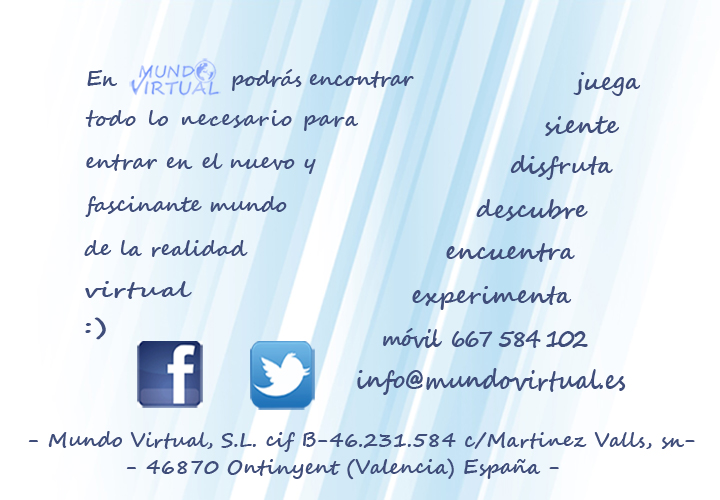 En MUNDO VIRTUAL podrás encontrar
todo lo necesario para
entrar en el nuevo y
fascinante mundo
de la realidad
virtual
:)
juega
siente
disfruta
descubre
encuentra
experimenta
móvil 667 584 102
info@mundovirtual.es
f
- Mundo Virtual, S.L. cif B-46.231.584 c/Martinez Valls, sn-
- 46870 Ontinyent (Valencia) España -